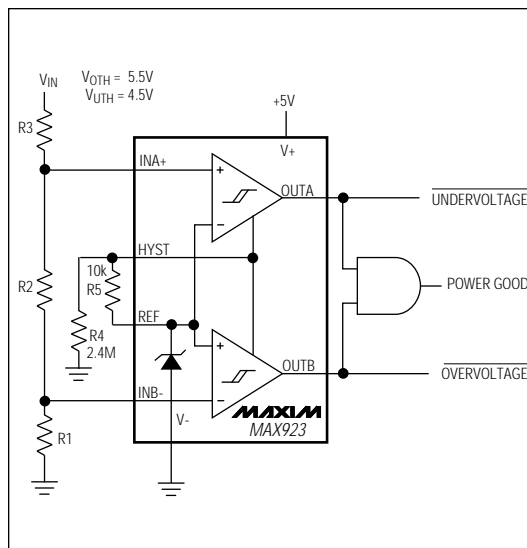 V_IN
V_OTH = 5.5V
V_UTH = 4.5V
+5V
R3
V+
INA+
+
OUTA
UNDERVOLTAGE
−
HYST
10k
R5
R2
POWER GOOD
REF
R4
2.4M
+
OUTB
OVERVOLTAGE
INB-
−
V-
MAXIM
MAX923
R1